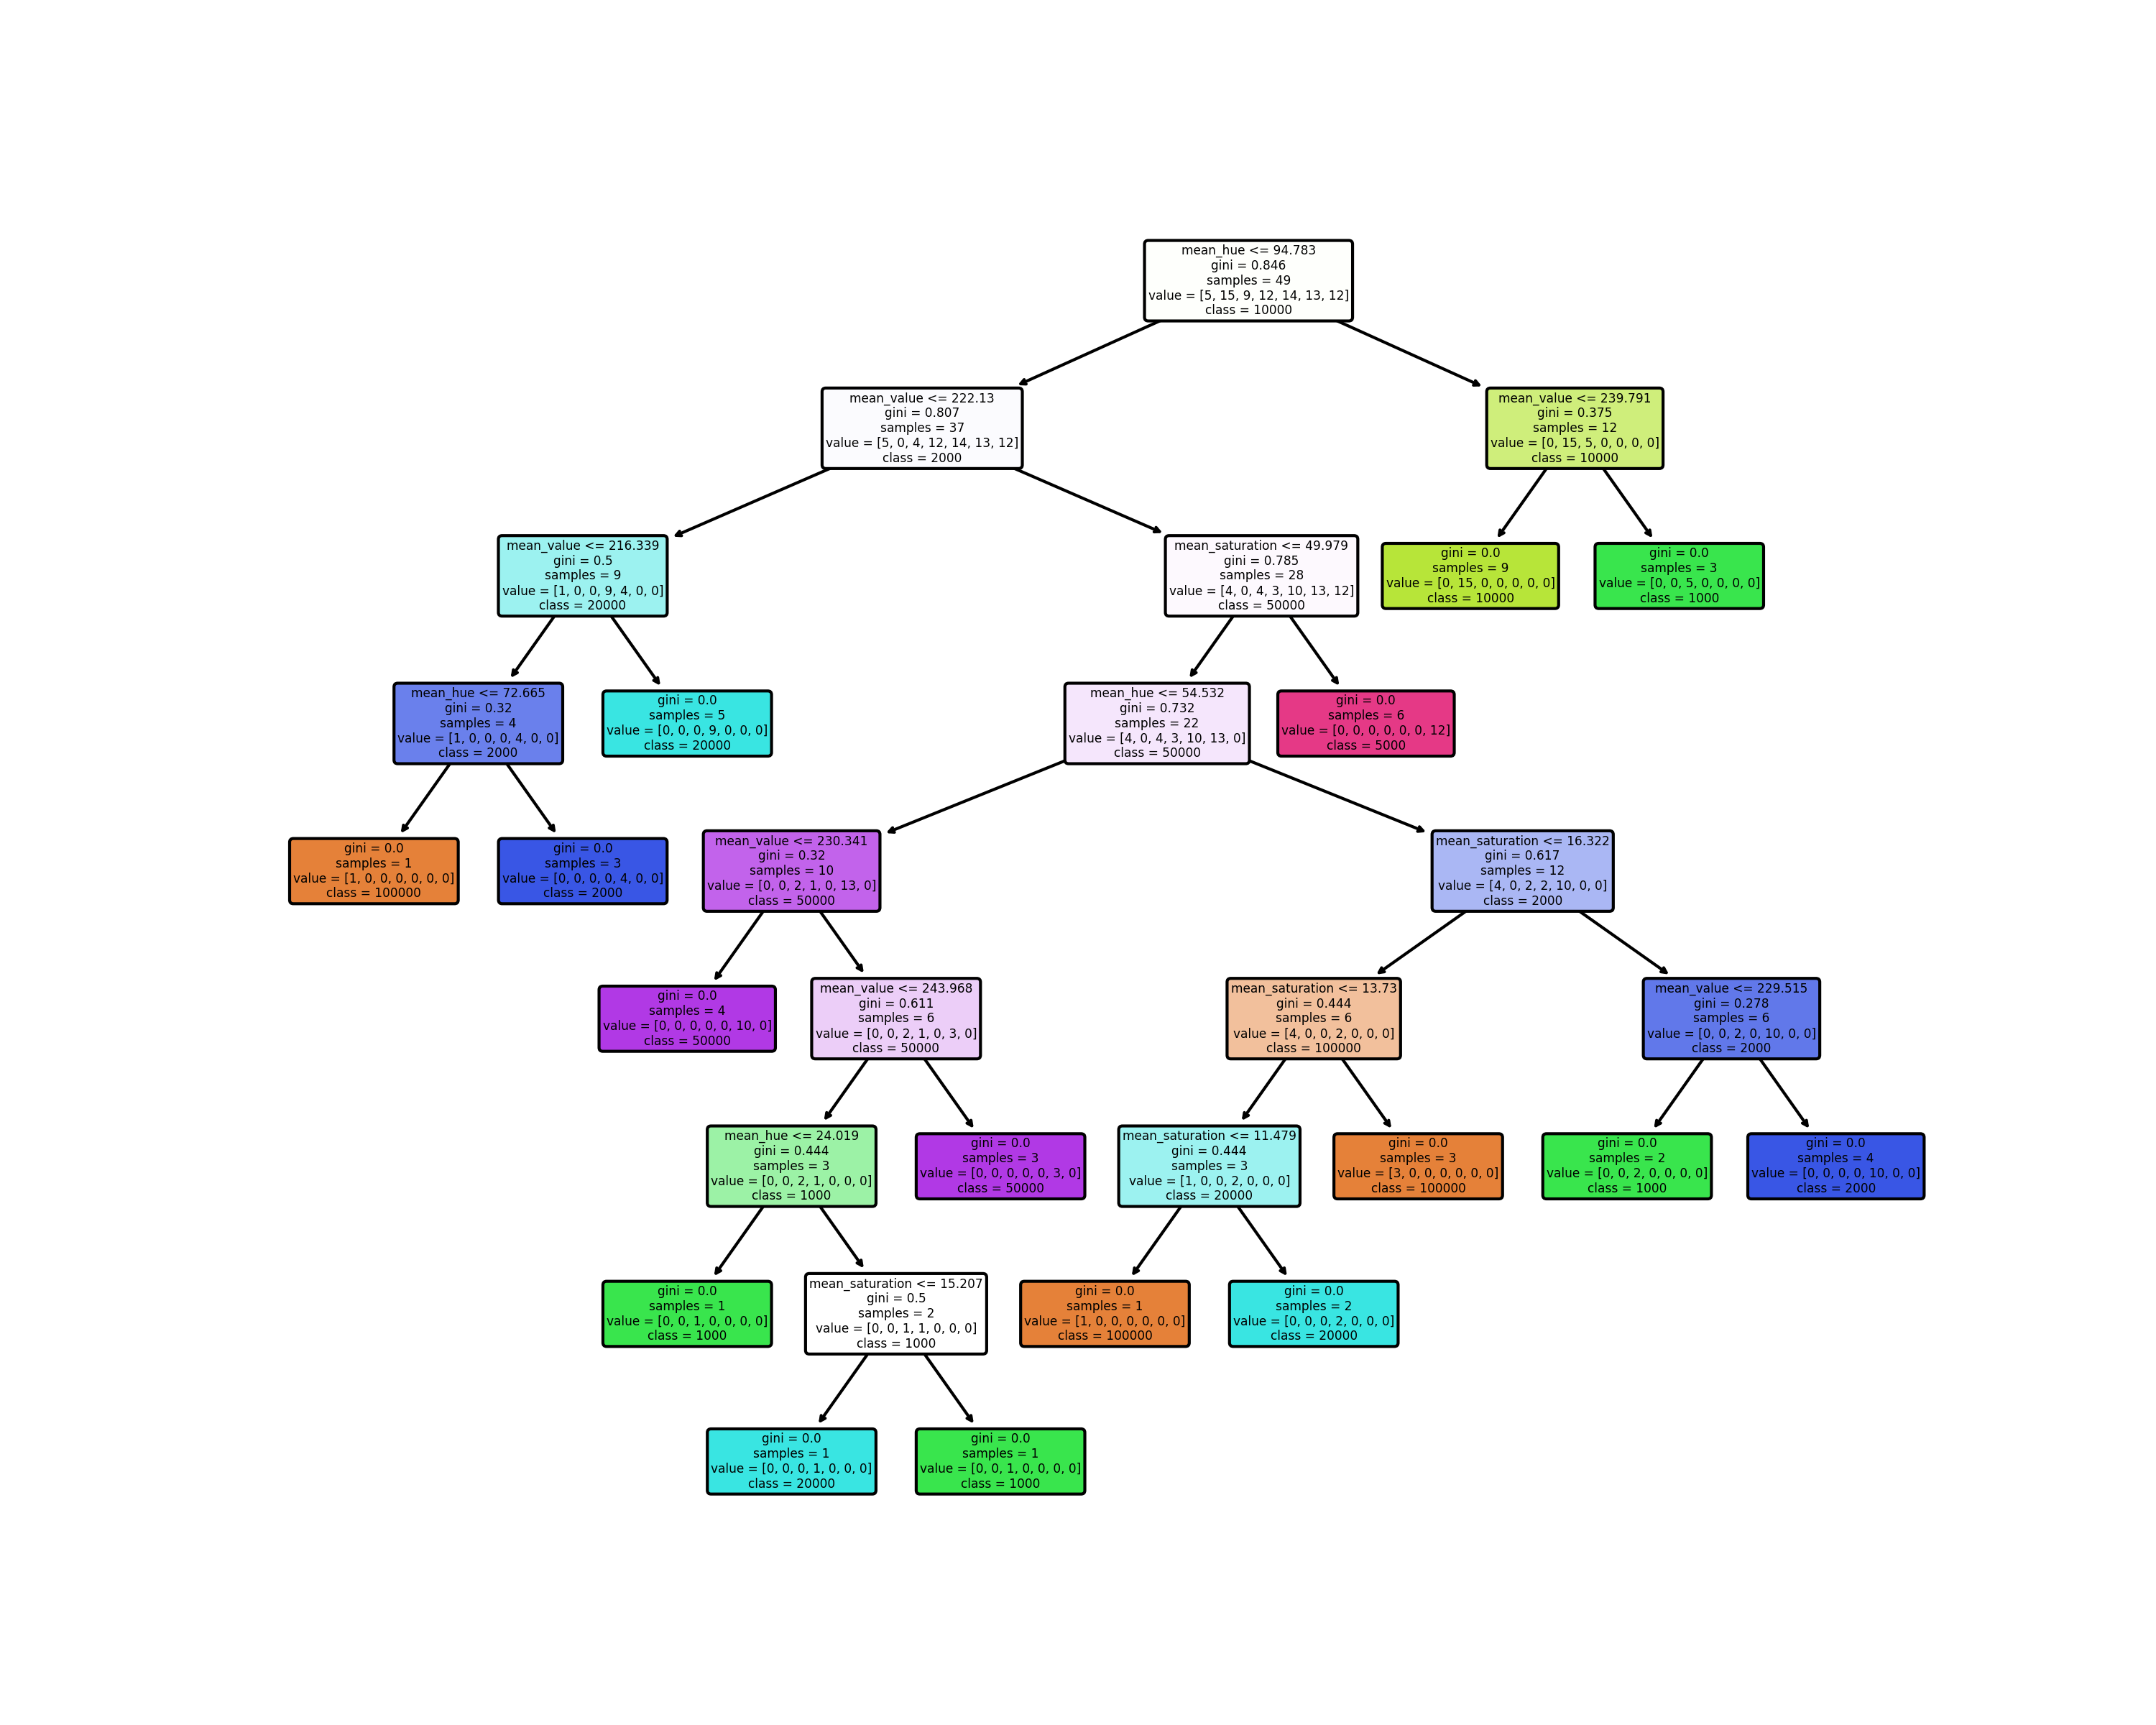 mean_hue <= 94.783
gini = 0.846
samples = 49
value = [5, 15, 9, 12, 14, 13, 12]
class = 10000
mean_value <= 222.13
gini = 0.807
samples = 37
value = [5, 0, 4, 12, 14, 13, 12]
class = 2000
mean_value <= 239.791
gini = 0.375
samples = 12
value = [0, 15, 5, 0, 0, 0, 0]
class = 10000
mean_value <= 216.339
gini = 0.5
samples = 9
value = [1, 0, 0, 9, 4, 0, 0]
class = 20000
mean_saturation <= 49.979
gini = 0.785
samples = 28
value = [4, 0, 4, 3, 10, 13, 12]
class = 50000
gini = 0.0
samples = 9
value = [0, 15, 0, 0, 0, 0, 0]
class = 10000
gini = 0.0
samples = 3
value = [0, 0, 5, 0, 0, 0, 0]
class = 1000
mean_hue <= 72.665
gini = 0.32
samples = 4
value = [1, 0, 0, 0, 4, 0, 0]
class = 2000
gini = 0.0
samples = 5
value = [0, 0, 0, 9, 0, 0, 0]
class = 20000
mean_hue <= 54.532
gini = 0.732
samples = 22
value = [4, 0, 4, 3, 10, 13, 0]
class = 50000
gini = 0.0
samples = 6
value = [0, 0, 0, 0, 0, 0, 12]
class = 5000
gini = 0.0
samples = 1
value = [1, 0, 0, 0, 0, 0, 0]
class = 100000
gini = 0.0
samples = 3
value = [0, 0, 0, 0, 4, 0, 0]
class = 2000
mean_value <= 230.341
gini = 0.32
samples = 10
value = [0, 0, 2, 1, 0, 13, 0]
class = 50000
mean_saturation <= 16.322
gini = 0.617
samples = 12
value = [4, 0, 2, 2, 10, 0, 0]
class = 2000
gini = 0.0
samples = 4
value = [0, 0, 0, 0, 0, 10, 0]
class = 50000
mean_value <= 243.968
gini = 0.611
samples = 6
value = [0, 0, 2, 1, 0, 3, 0]
class = 50000
mean_saturation <= 13.73
gini = 0.444
samples = 6
value = [4, 0, 0, 2, 0, 0, 0]
class = 100000
mean_value <= 229.515
gini = 0.278
samples = 6
value = [0, 0, 2, 0, 10, 0, 0]
class = 2000
mean_hue <= 24.019
gini = 0.444
samples = 3
value = [0, 0, 2, 1, 0, 0, 0]
class = 1000
gini = 0.0
samples = 3
value = [0, 0, 0, 0, 0, 3, 0]
class = 50000
mean_saturation <= 11.479
gini = 0.444
samples = 3
value = [1, 0, 0, 2, 0, 0, 0]
class = 20000
gini = 0.0
samples = 3
value = [3, 0, 0, 0, 0, 0, 0]
class = 100000
gini = 0.0
samples = 2
value = [0, 0, 2, 0, 0, 0, 0]
class = 1000
gini = 0.0
samples = 4
value = [0, 0, 0, 0, 10, 0, 0]
class = 2000
gini = 0.0
samples = 1
value = [0, 0, 1, 0, 0, 0, 0]
class = 1000
mean_saturation <= 15.207
gini = 0.5
samples = 2
value = [0, 0, 1, 1, 0, 0, 0]
class = 1000
gini = 0.0
samples = 1
value = [1, 0, 0, 0, 0, 0, 0]
class = 100000
gini = 0.0
samples = 2
value = [0, 0, 0, 2, 0, 0, 0]
class = 20000
gini = 0.0
samples = 1
value = [0, 0, 0, 1, 0, 0, 0]
class = 20000
gini = 0.0
samples = 1
value = [0, 0, 1, 0, 0, 0, 0]
class = 1000